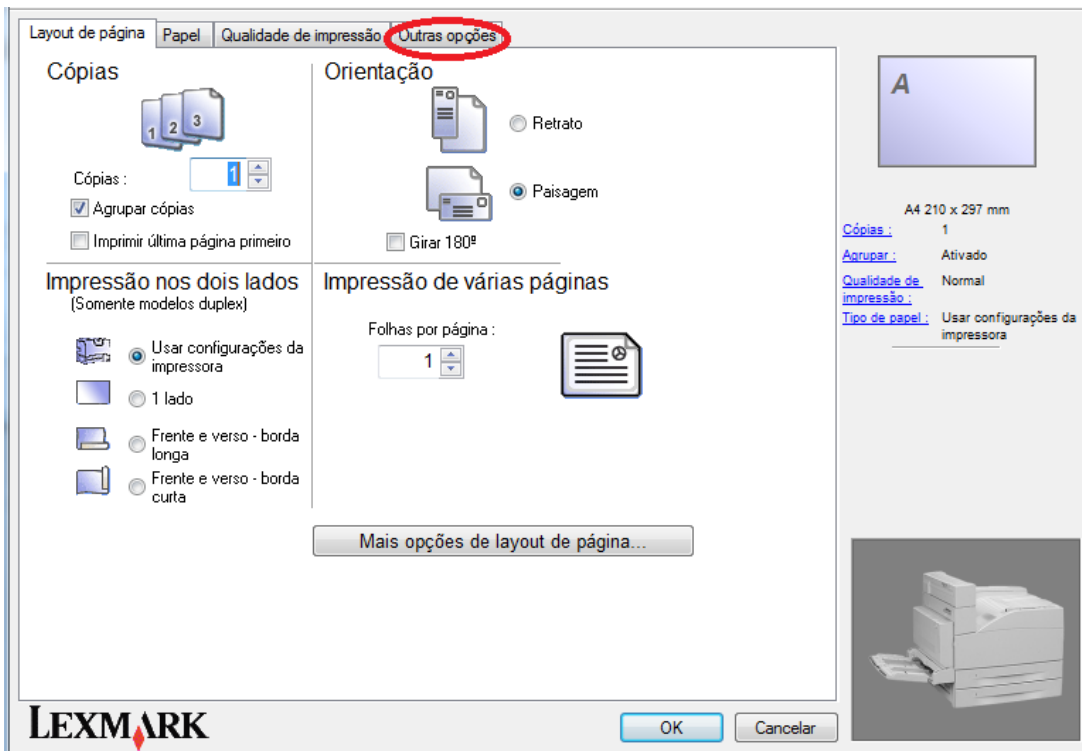 Layout de página
Papel
Qualidade de impressão
Outras opções
Cópias
1 2 3
Cópias :
1
Agrupar cópias
Imprimir última página primeiro
Orientação
Retrato
Paisagem
Girar 180º
Impressão nos dois lados
(Somente modelos duplex)
Usar configurações da
impressora
1 lado
Frente e verso - borda
longa
Frente e verso - borda
curta
Impressão de várias páginas
Folhas por página :
1
Mais opções de layout de página...
A
A4 210 x 297 mm
Cópias : 1
Agrupar : Ativado
Qualidade de Normal
impressão :
Tipo de papel : Usar configurações da
impressora
LEXMARK
OK
Cancelar